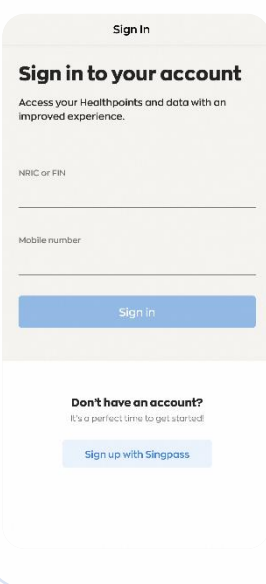 Sign In
Sign in to your account
Access your Healthpoints and data with an
improved experience.
NRIC or FIN
Mobile number
Sign in
Don't have an account?
It's a perfect time to get started!
Sign up with Singpass